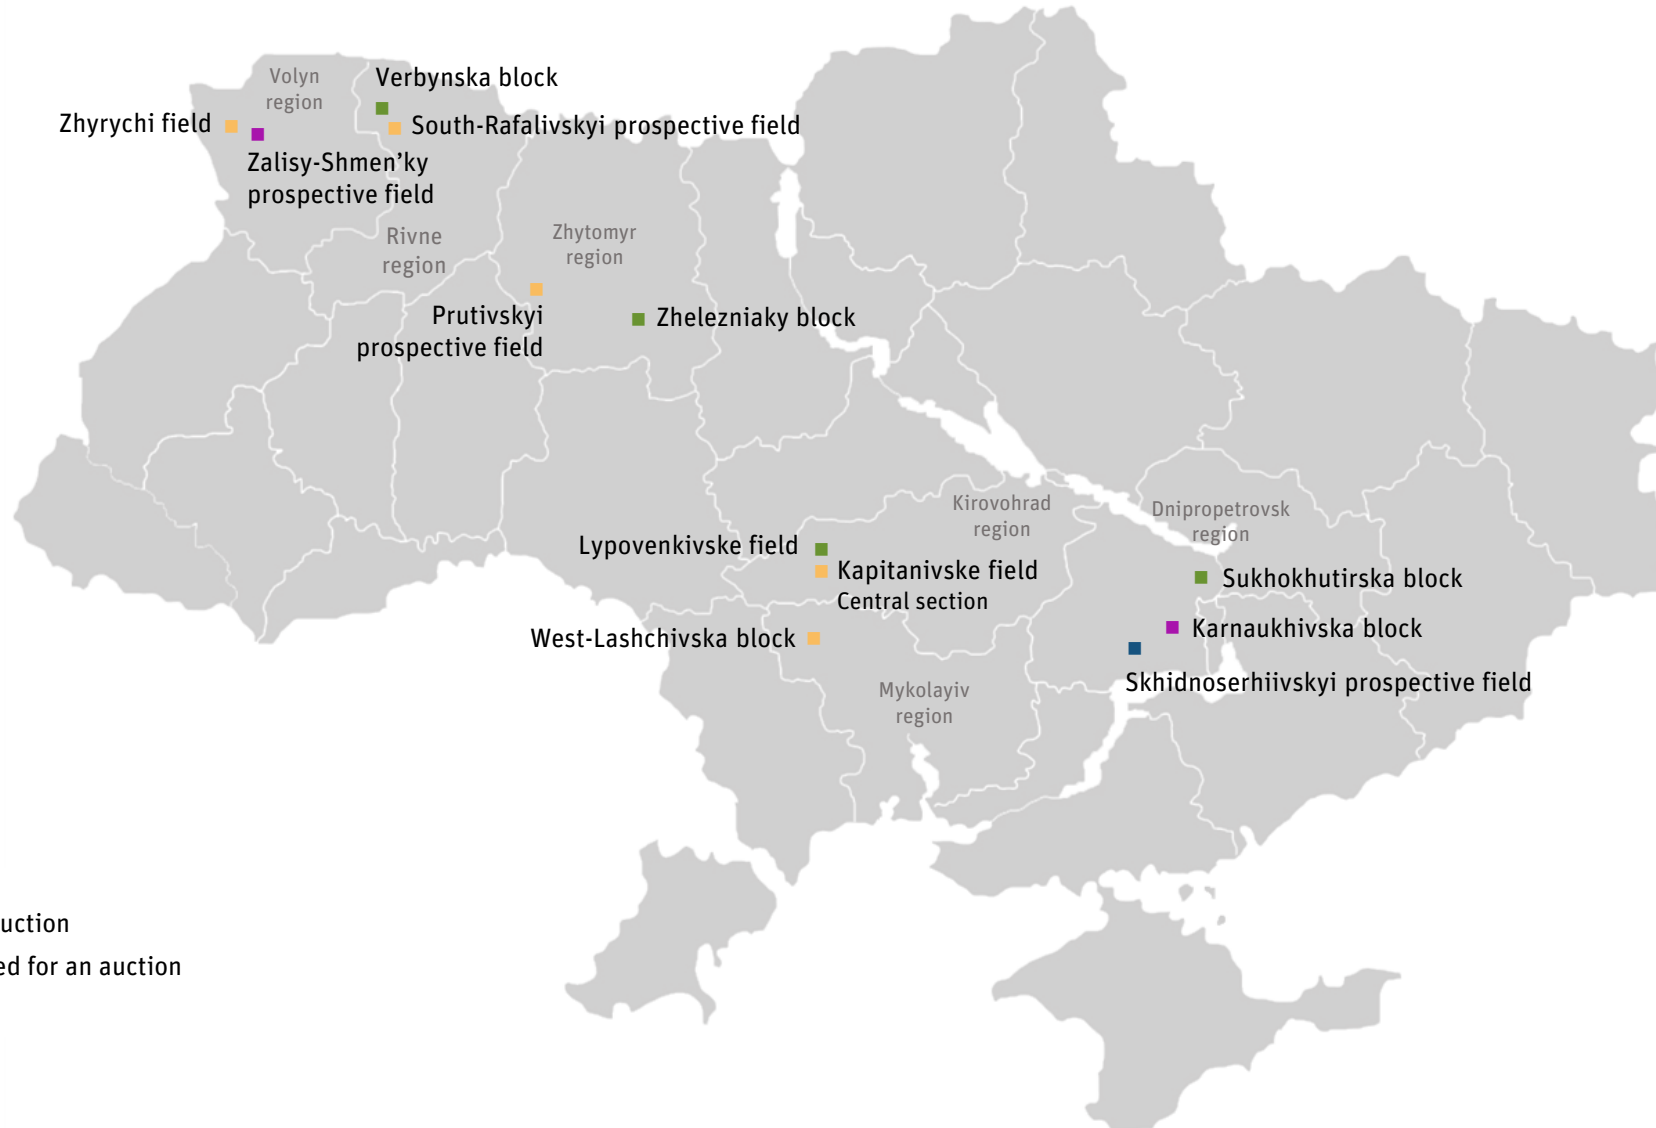 Volyn
region
Verbynska block
Zhyrychi field
South-Rafalivskyi prospective field
Zalisy-Shmen’ky
prospective field
Rivne
region
Zhytomyr
region
Prutivskyi
prospective field
Zhelezniaky block
Kirovohrad
region
Dnipropetrovsk
region
Lypovenkivske field
Kapitanivske field
Central section
Sukhokhutirska block
West-Lashchivska block
Karnaukhivska block
Skhidnoserhiivskyi prospective field
Mykolayiv
region
uction
ed for an auction